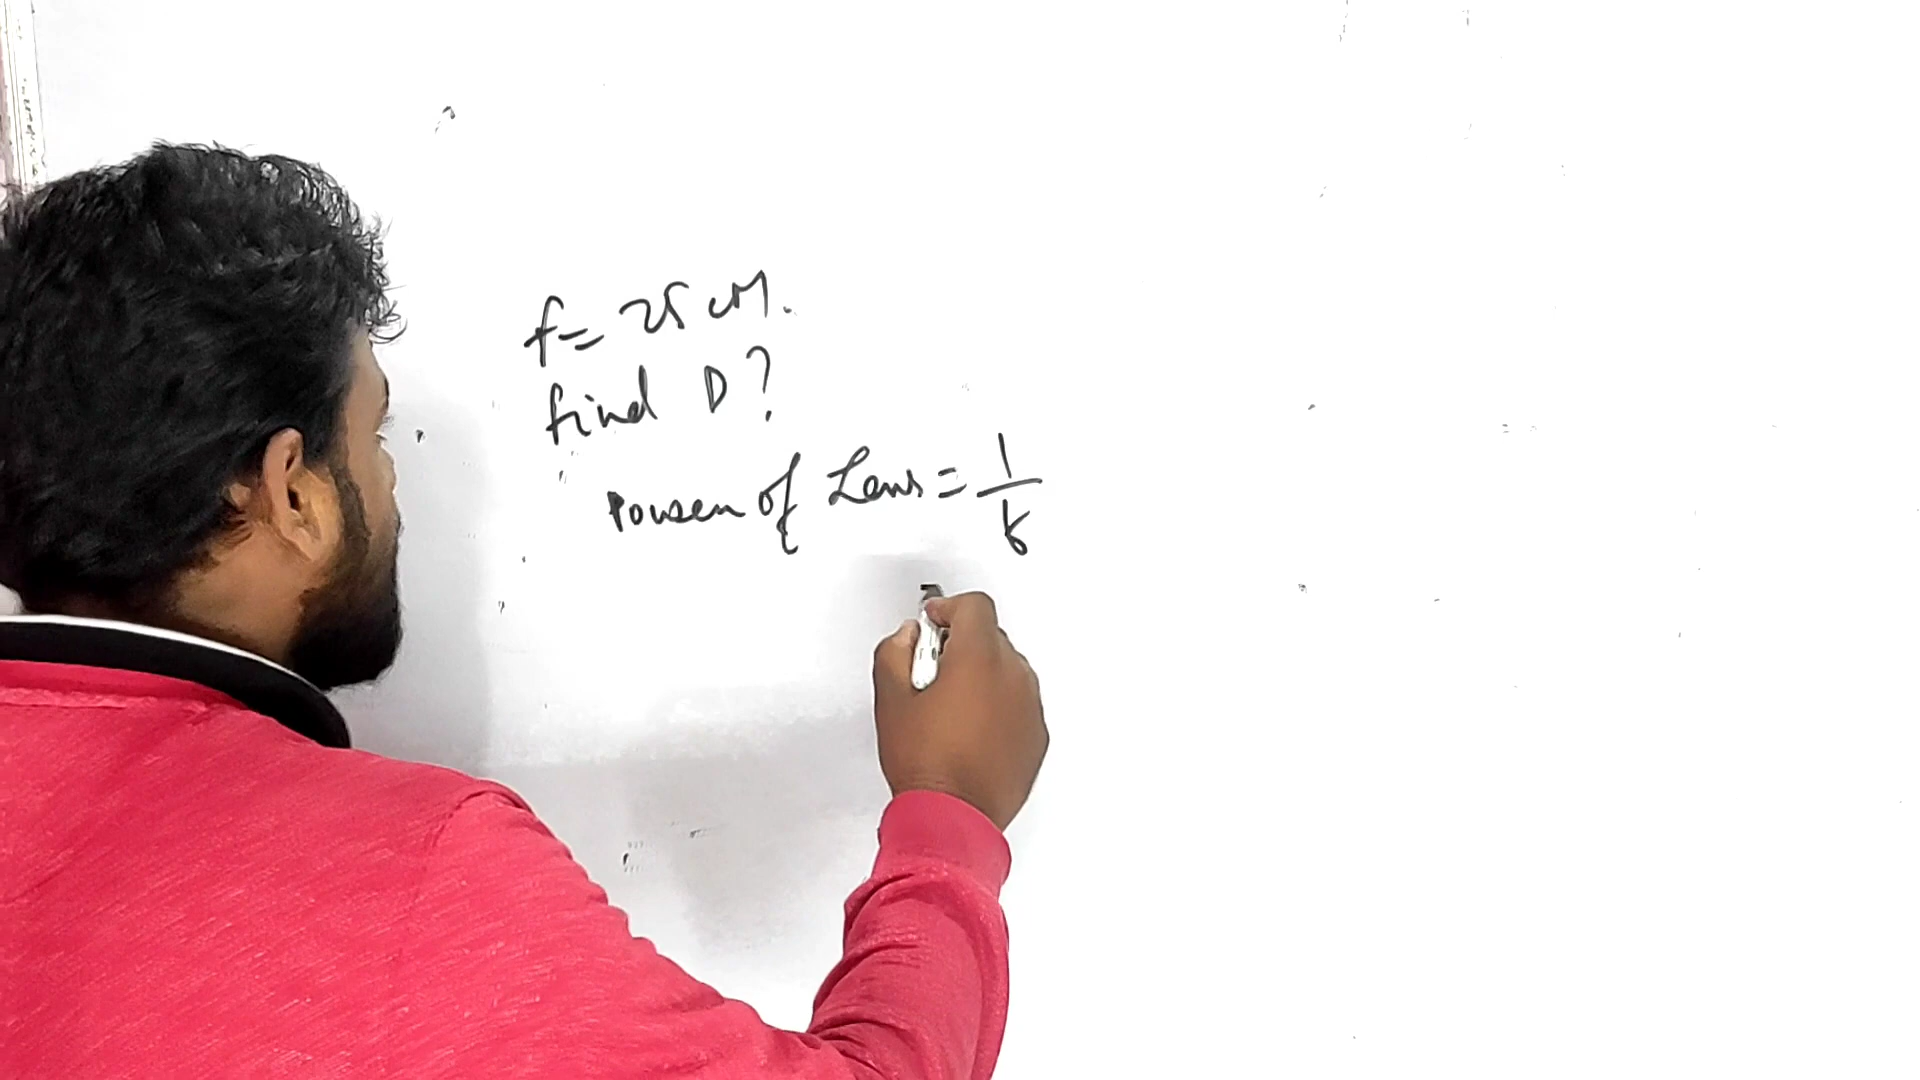 f= 25 cM.
find D?
Power of Lens = 1/f